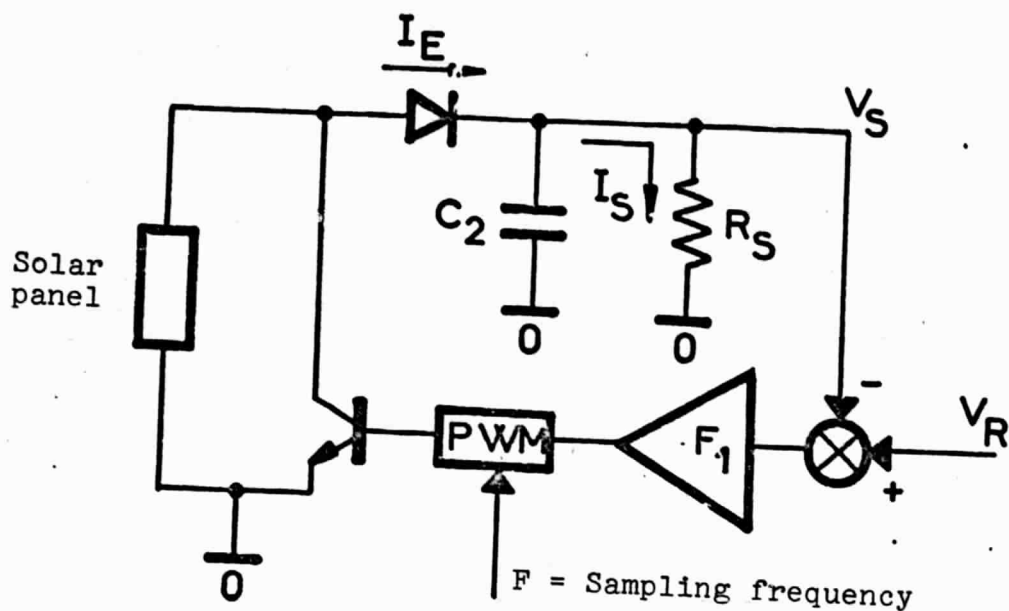 I_E
V_S
C_2
I_S
R_S
Solar
panel
0
0
-
PWM
F_1
V_R
+
0
F = Sampling frequency